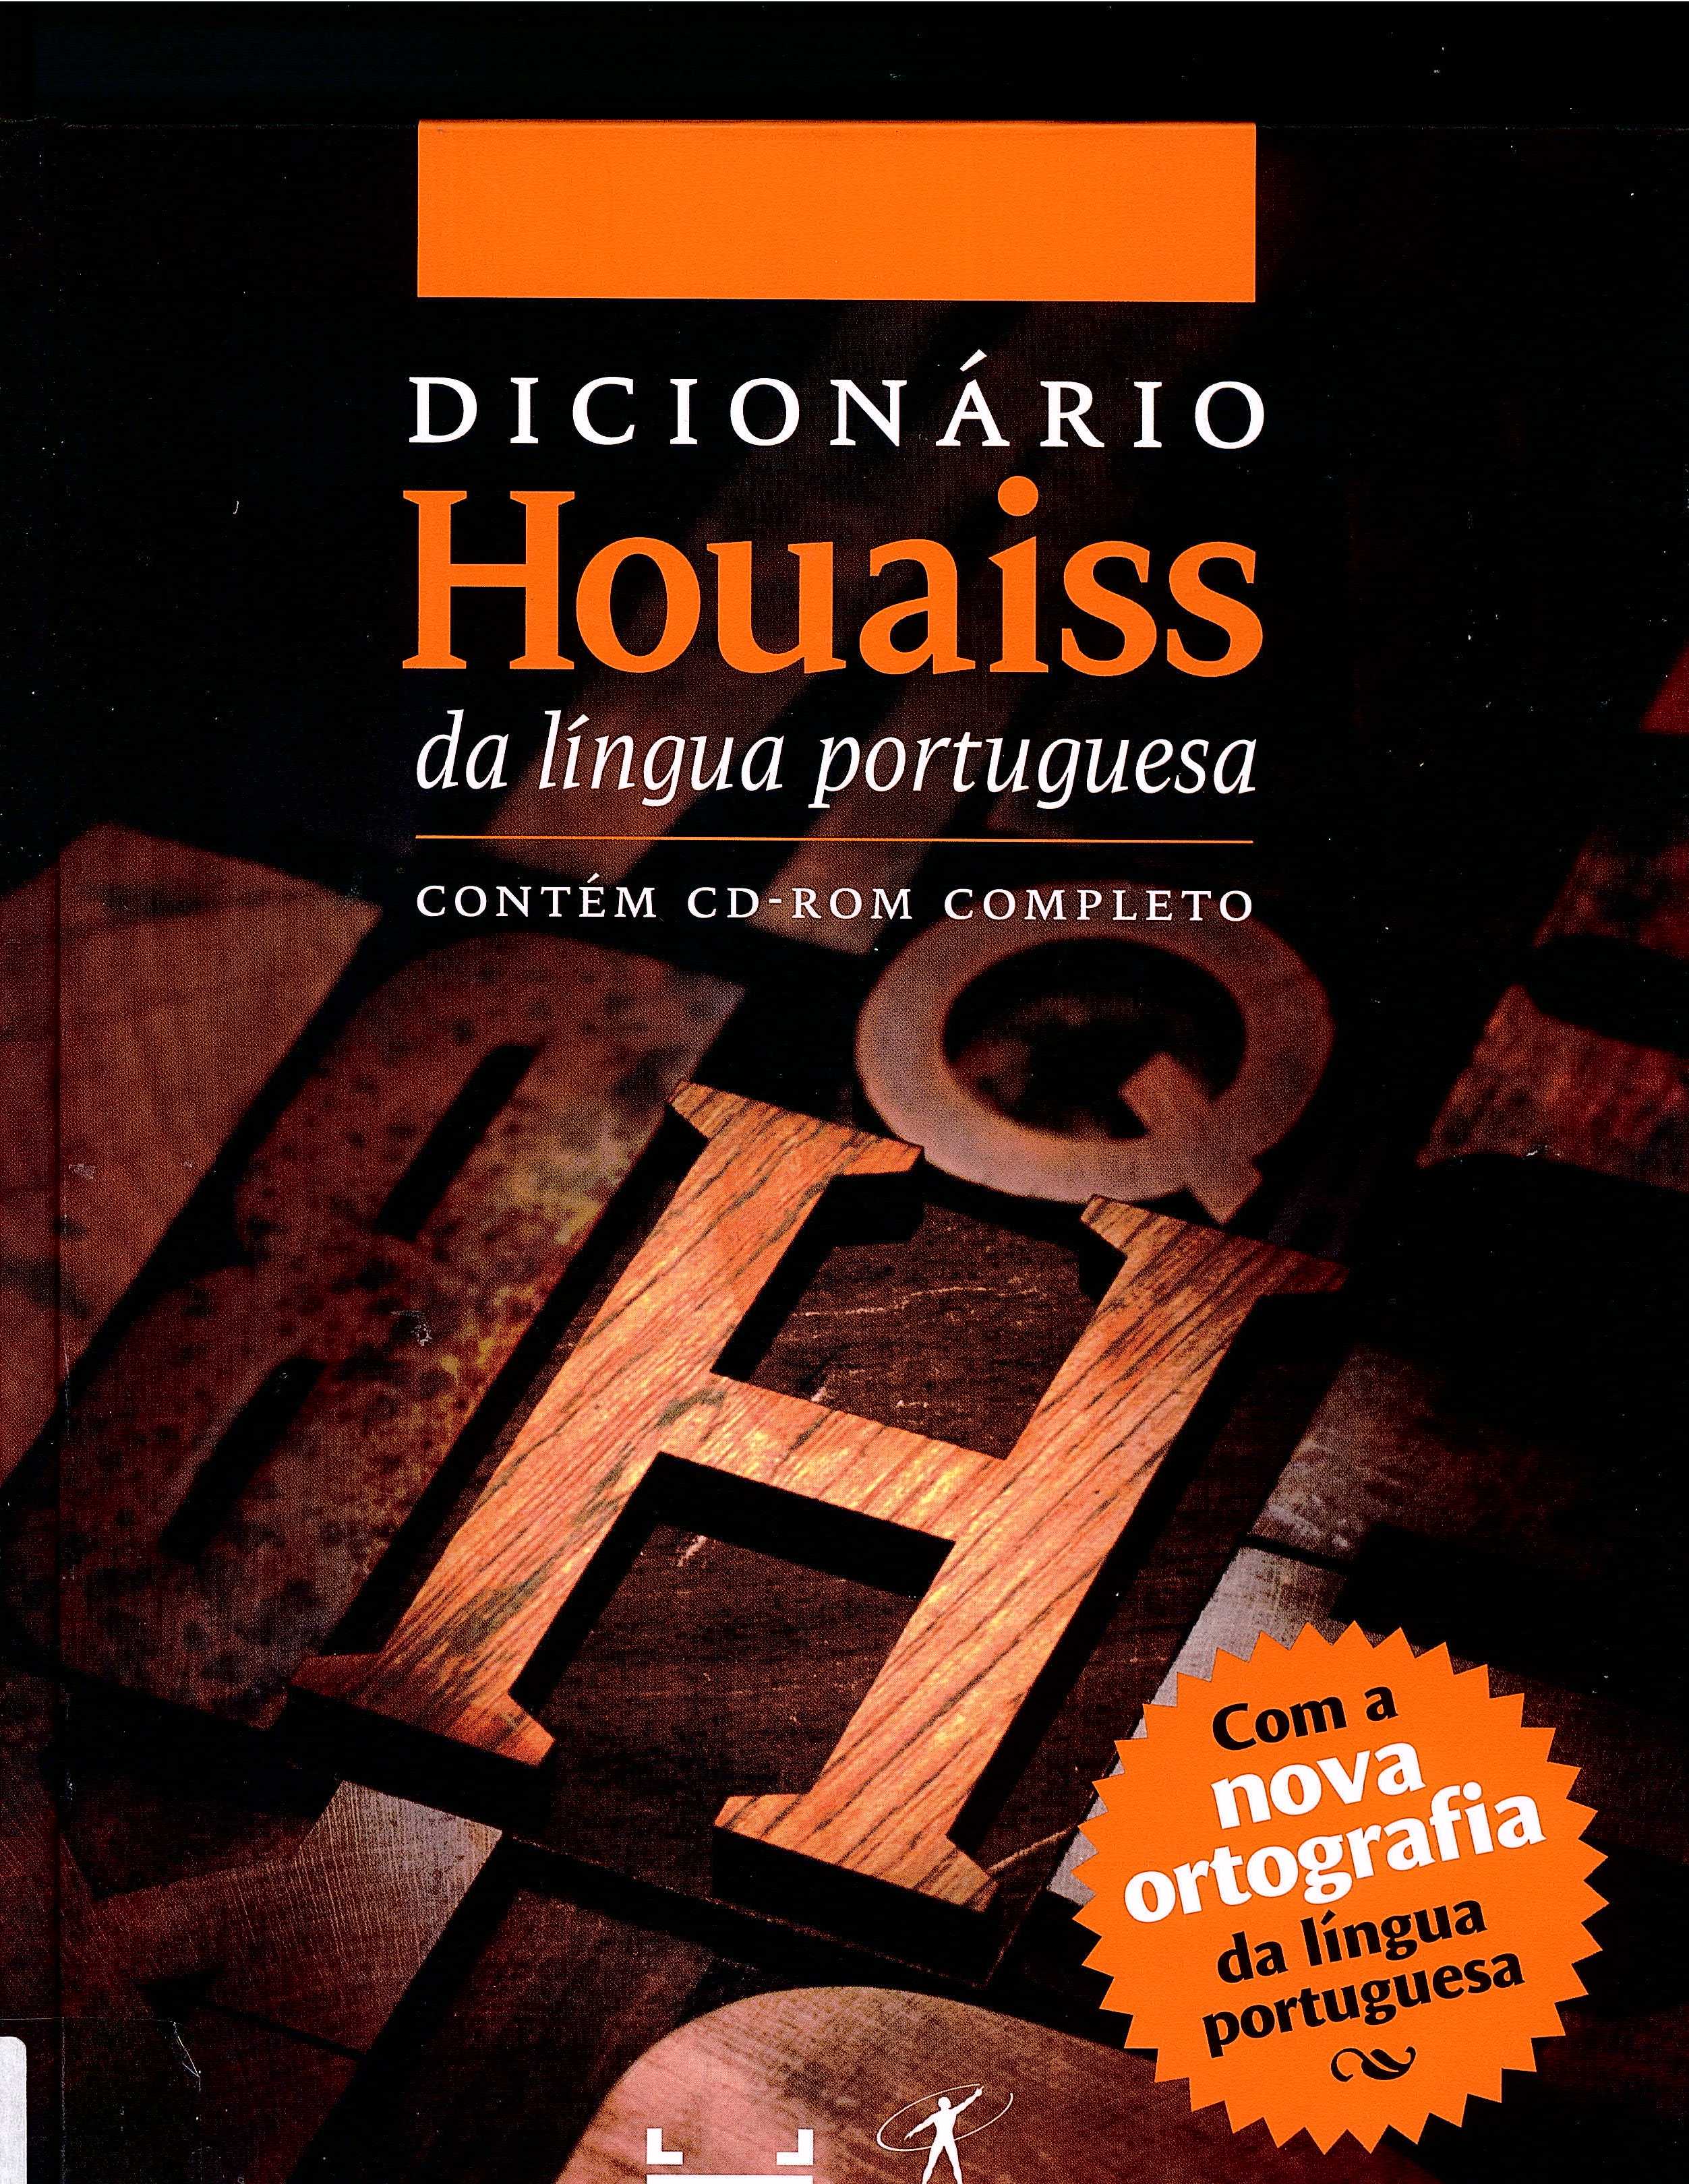 DICIONÁRIO
Houaiss
da língua portuguesa
CONTÉM CD-ROM COMPLETO
Q
H
Com a
nova
ortografia
da língua
portuguesa